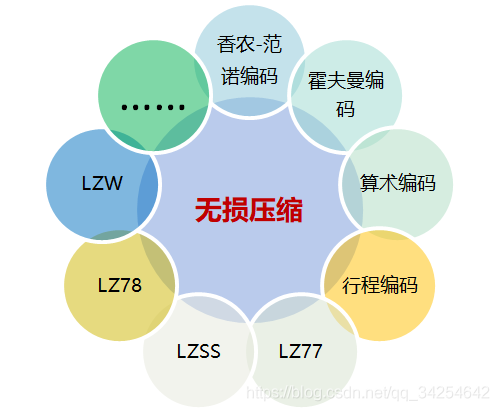 香农-范
诺编码
霍夫曼编
码
算术编码
行程编码
LZ77
LZSS
LZ78
LZW
······
无损压缩
https://blog.csdn.net/qq_34254642